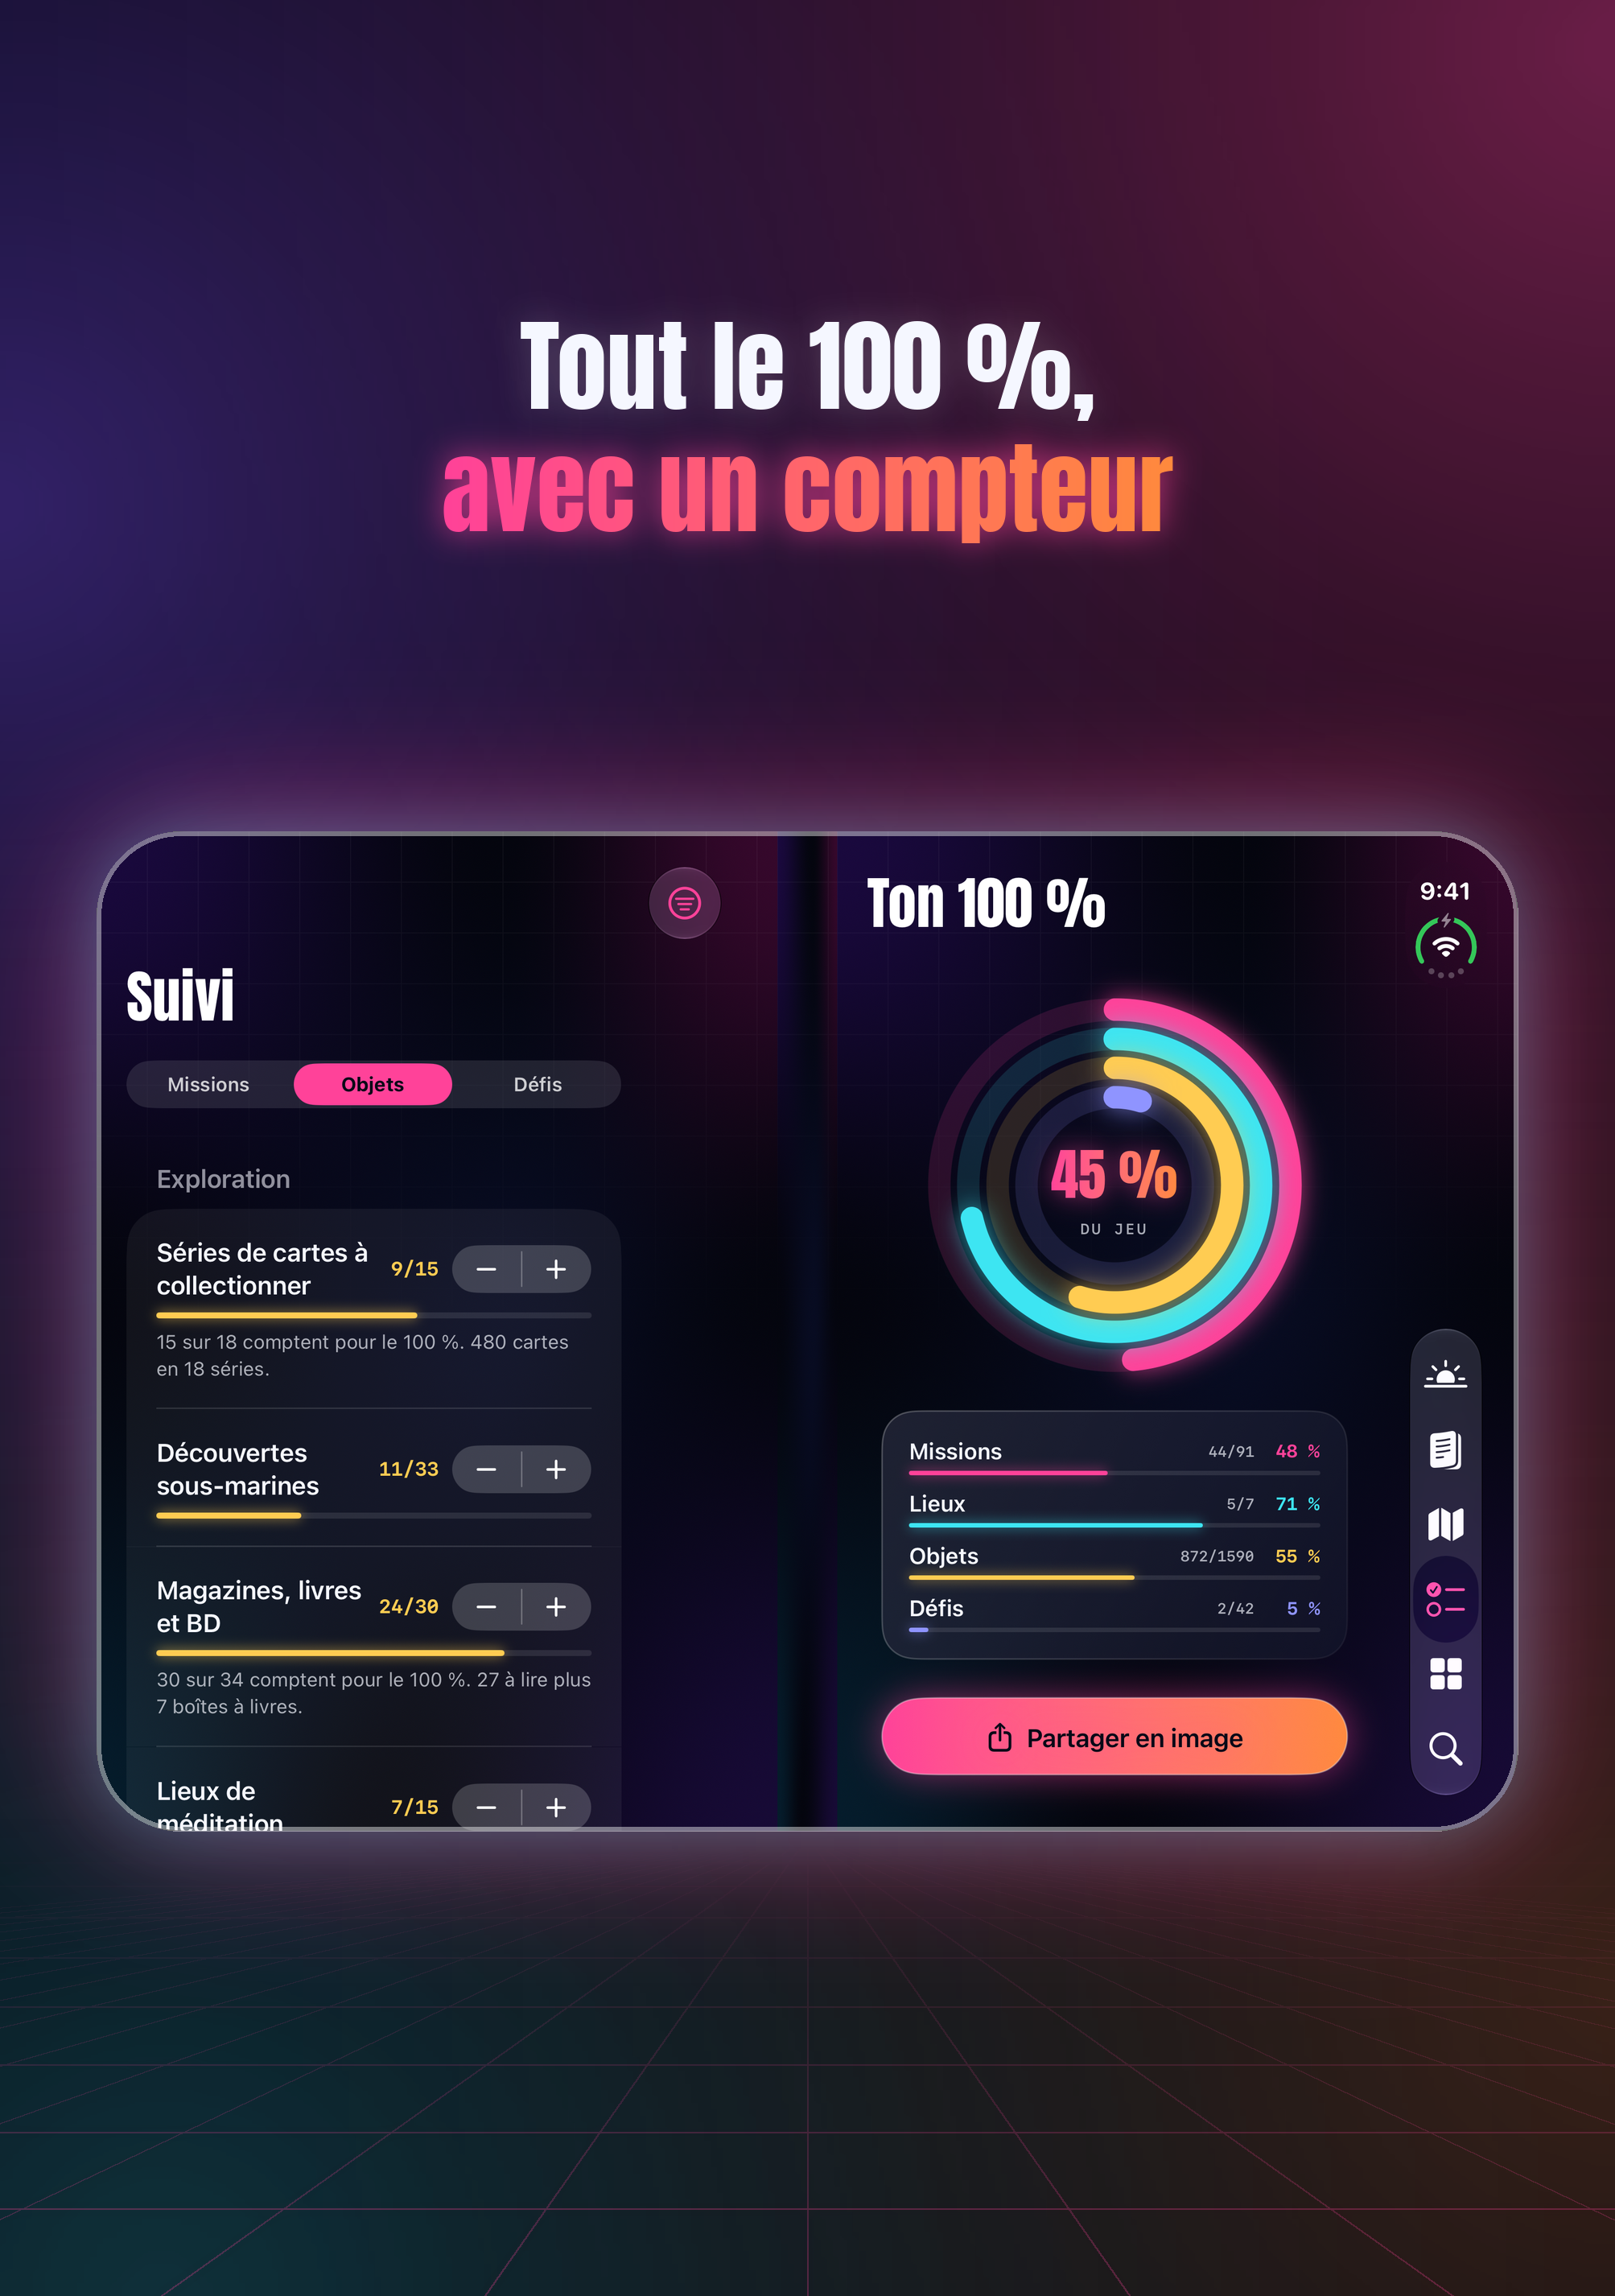 Tout le 100 %,
avec un compteur
Suivi
Missions
Objets
Défis
Exploration
Séries de cartes à
collectionner
9/15
15 sur 18 comptent pour le 100 %. 480 cartes
en 18 séries.
Découvertes
sous-marines
11/33
Magazines, livres
et BD
24/30
30 sur 34 comptent pour le 100 %. 27 à lire plus
7 boîtes à livres.
Lieux de
méditation
7/15
Ton 100 %
9:41
45 %
DU JEU
Missions 44/91 48 %
Lieux 5/7 71 %
Objets 872/1590 55 %
Défis 2/42 5 %
Partager en image